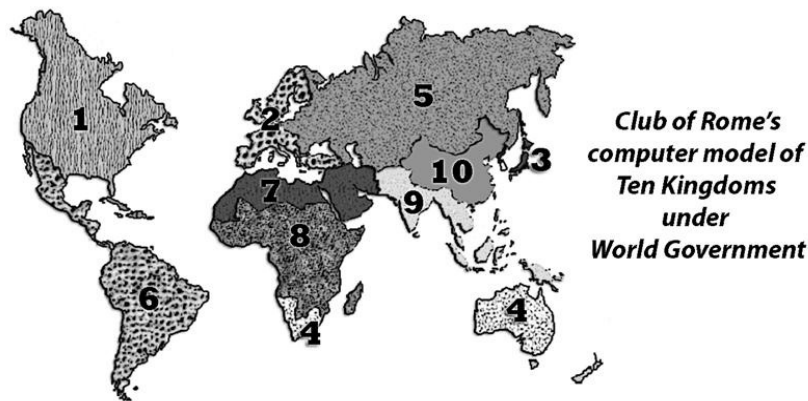 1
2
3
4
5
6
7
8
9
10
4
Club of Rome's
computer model of
Ten Kingdoms
under
World Government